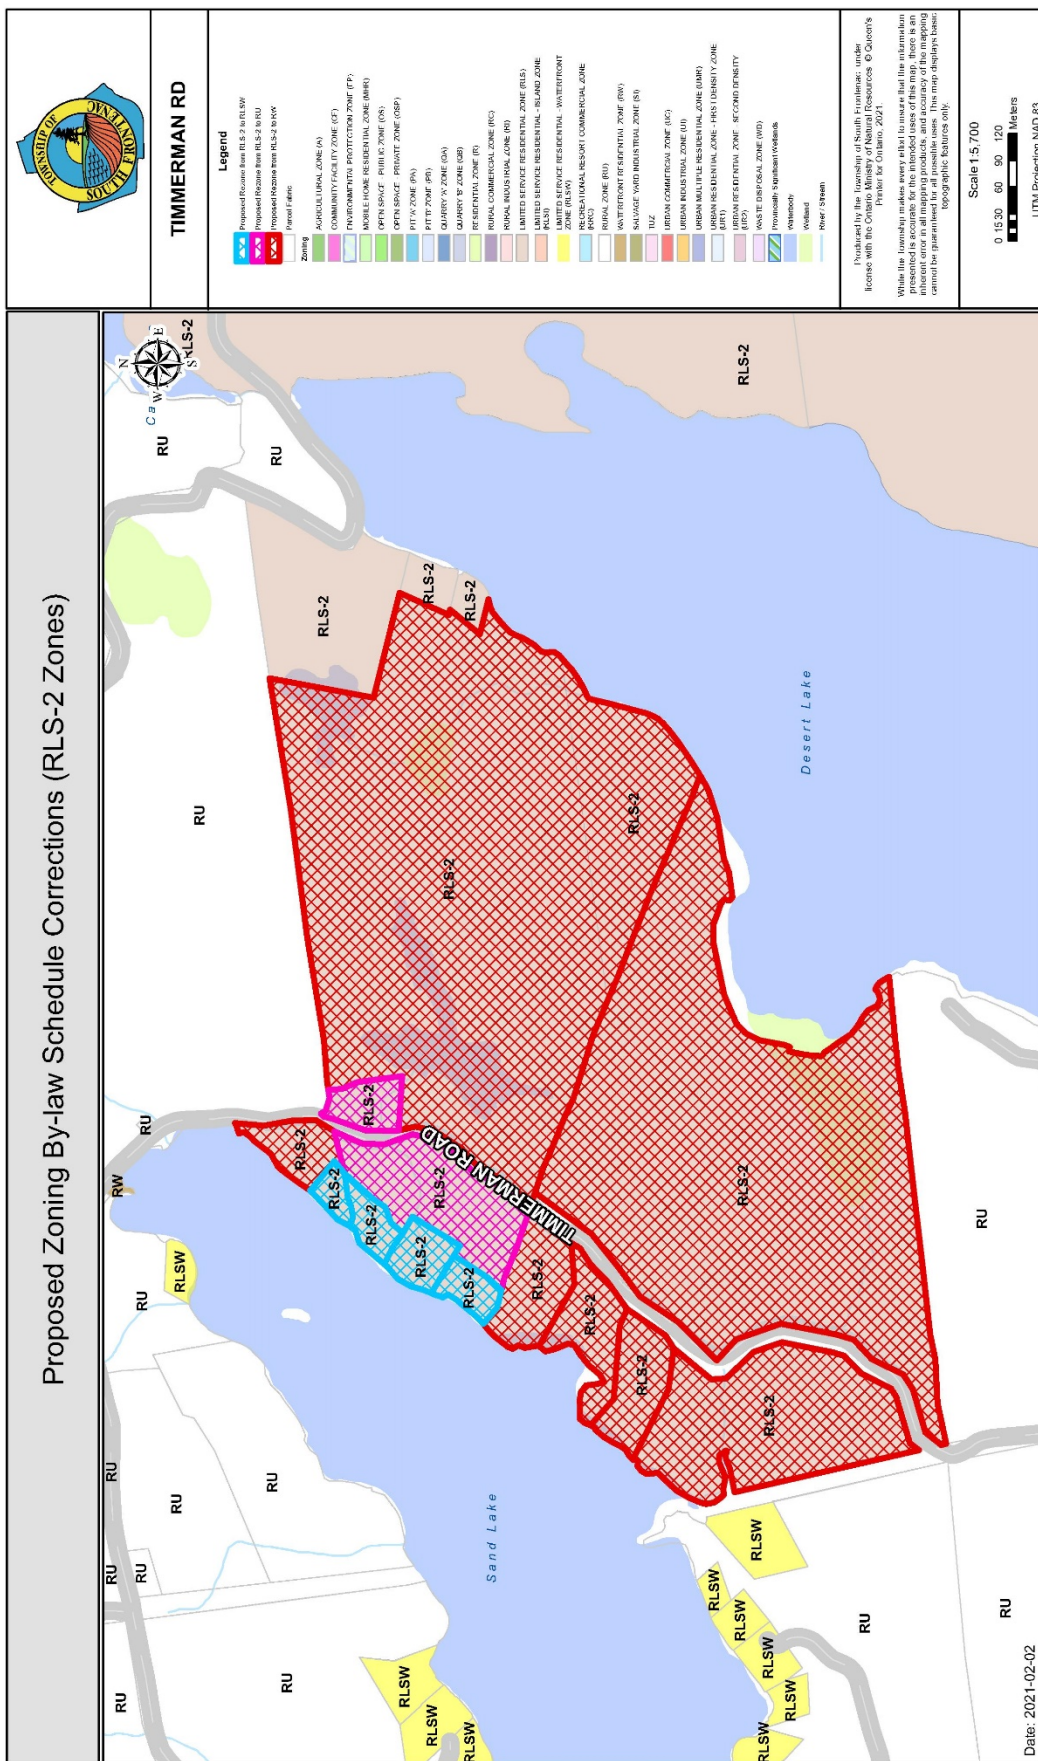 Proposed Zoning By-law Schedule Corrections (RLS-2 Zones)
TOWNSHIP OF
SOUTH FRONTENAC
TIMMERMAN RD
Legend
Proposed Rezone from RLS-2 to RLSW
Proposed Rezone from RLS-2 to RU
Proposed Rezone from RLS-2 to RW
Parcel Fabric
Zoning
AGRICULTURAL ZONE (A)
COMMUNITY FACILITY ZONE (CF)
ENVIRONMENTAL PROTECTION ZONE (EP)
MOBILE HOME RESIDENTIAL ZONE (MHR)
OPEN SPACE - PUBLIC ZONE (OS)
OPEN SPACE - PRIVATE ZONE (OSP)
PIT 'A' ZONE (PA)
PIT 'B' ZONE (PB)
QUARRY 'A' ZONE (QA)
QUARRY 'B' ZONE (QB)
RESIDENTIAL ZONE (R)
RURAL COMMERCIAL ZONE (RC)
RURAL INDUSTRIAL ZONE (RI)
LIMITED SERVICE RESIDENTIAL ZONE (RLS)
LIMITED SERVICE RESIDENTIAL - ISLAND ZONE
(RLSI)
LIMITED SERVICE RESIDENTIAL - WATERFRONT
ZONE (RLSW)
RECREATIONAL RESORT COMMERCIAL ZONE
(RRC)
RURAL ZONE (RU)
WATERFRONT RESIDENTIAL ZONE (RW)
SALVAGE YARD INDUSTRIAL ZONE (SI)
TUZ
URBAN COMMERCIAL ZONE (UC)
URBAN INDUSTRIAL ZONE (UI)
URBAN MULTIPLE RESIDENTIAL ZONE (UMR)
URBAN RESIDENTIAL ZONE - FIRST DENSITY ZONE
(UR1)
URBAN RESIDENTIAL ZONE - SECOND DENSITY
(UR2)
WASTE DISPOSAL ZONE (WD)
Provincially Significant Wetlands
Waterbody
Wetland
River / Stream
Produced by the Township of South Frontenac under
license with the Ontario Ministry of Natural Resources © Queen's
Printer for Ontario, 2021.
While the Township makes every effort to insure that the information
presented is accurate for the intended uses of this map, there is an
inherent error in all mapping products, and accuracy of the mapping
cannot be guaranteed for all possible uses. This map displays basic
topographic features only.
Scale 1:5,700
0 15 30 60 90 120
Meters
UTM Projection NAD 83
N
W E
S
Ca
RLS-2
RU
RU
RLS-2
RLS-2
RLS-2
RLS-2
RU
RLS-2
RLS-2
Desert Lake
RU
RW
RLSW
RU
RLS-2
RLS-2
RLS-2
RLS-2
RLS-2
RLS-2
RLS-2
TIMMERMAN ROAD
RLS-2
RLS-2
RLS-2
RLS-2
RLS-2
RU
RU
RU
RU
RU
RU
RU
RU
RU
Sand Lake
RLSW
RLSW
RLSW
RLSW
RLSW
RLSW
RLSW
RLSW
RLSW
RLSW
RU
RU
Date: 2021-02-02